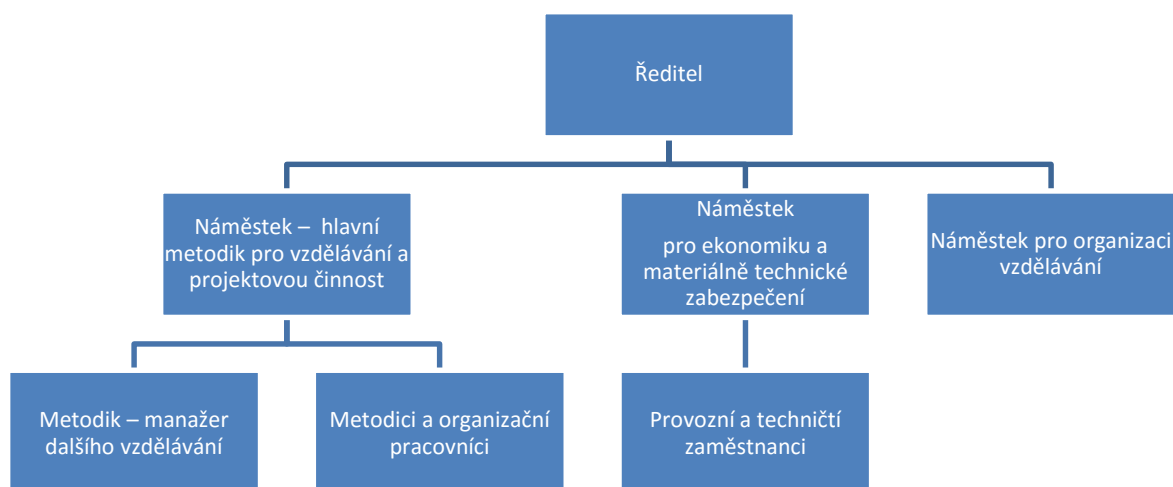 Ředitel
Náměstek – hlavní
metodik pro vzdělávání a
projektovou činnost
Náměstek
pro ekonomiku a
materiálně technické
zabezpečení
Náměstek pro organizaci
vzdělávání
Metodik – manažer
dalšího vzdělávání
Metodici a organizační
pracovníci
Provozní a techničtí
zaměstnanci